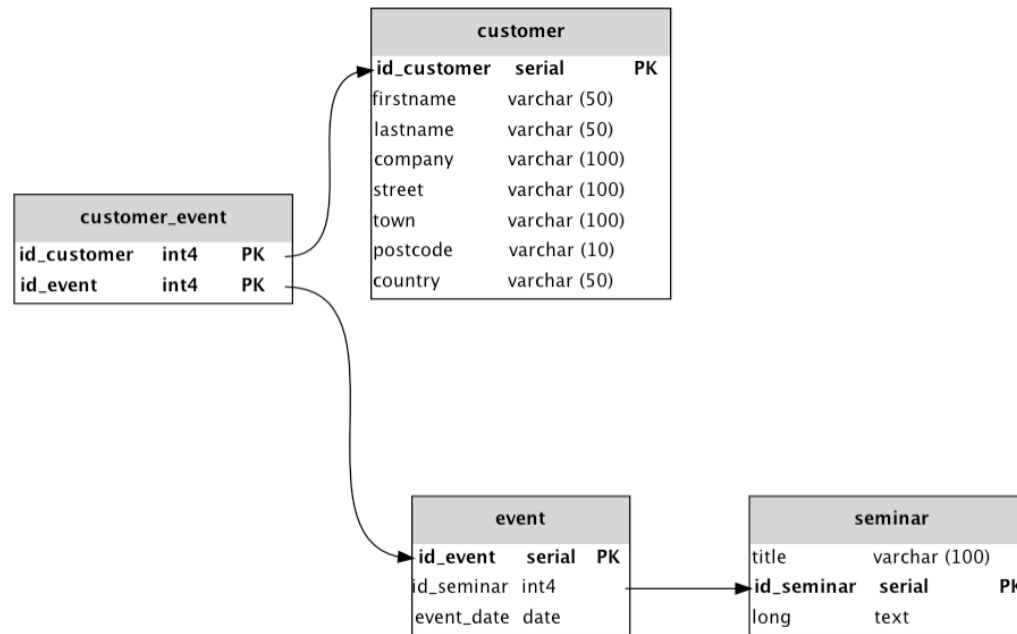 customer
id_customer serial PK
firstname varchar (50)
lastname varchar (50)
company varchar (100)
street varchar (100)
town varchar (100)
postcode varchar (10)
country varchar (50)
customer_event
id_customer int4 PK
id_event int4 PK
event
id_event serial PK
id_seminar int4
event_date date
seminar
title varchar (100)
id_seminar serial PK
long text